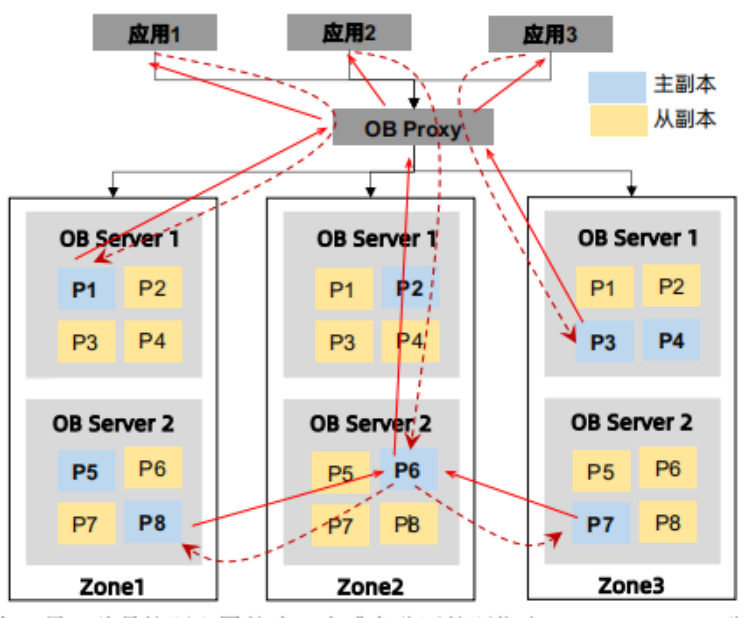 应用1
应用2
应用3
主副本
从副本
OB Proxy
OB Server 1
P1 P2
P3 P4
OB Server 2
P5 P6
P7 P8
Zone1
OB Server 1
P1 P2
P3 P4
OB Server 2
P5 P6
P7 P8
Zone2
OB Server 1
P1 P2
P3 P4
OB Server 2
P5 P6
P7 P8
Zone3